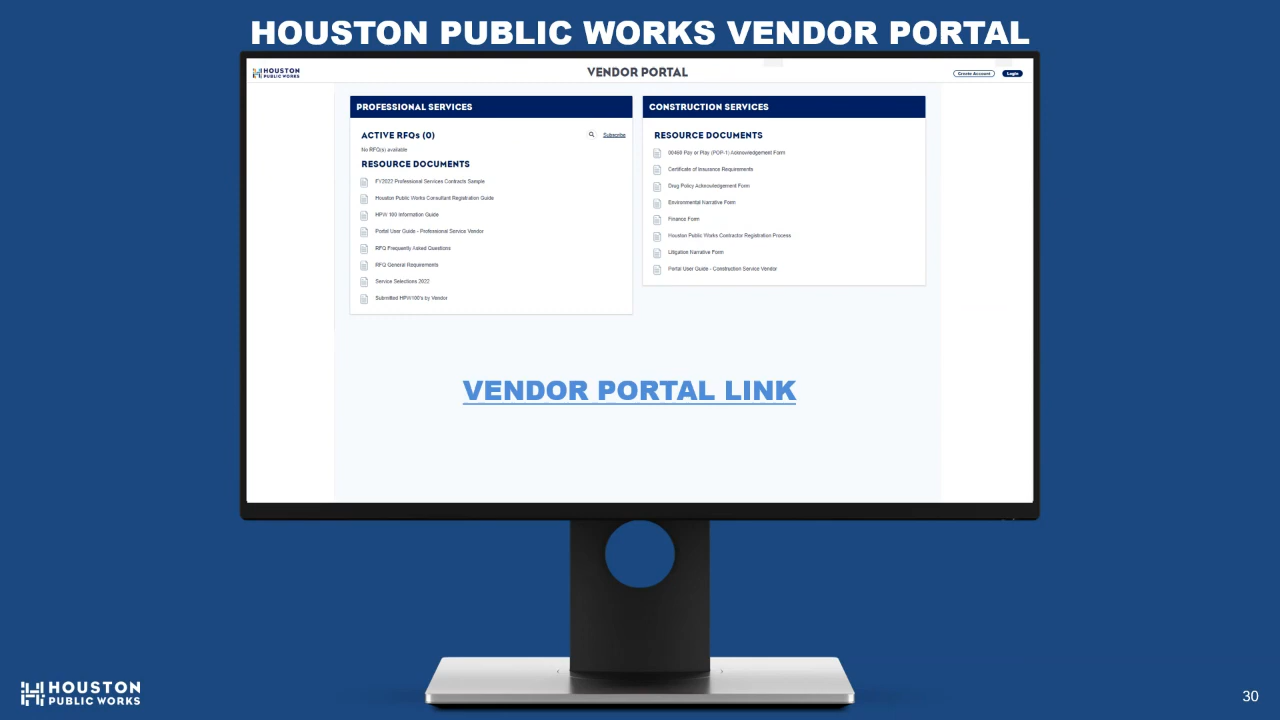 HOUSTON PUBLIC WORKS VENDOR PORTAL
HOUSTON
PUBLIC WORKS
VENDOR PORTAL
Create Account
Login
PROFESSIONAL SERVICES
ACTIVE RFQs (0)
Subscribe
No RFQ(s) available
RESOURCE DOCUMENTS
FY2022 Professional Services Contracts Sample
Houston Public Works Consultant Registration Guide
HPW 100 Information Guide
Portal User Guide - Professional Service Vendor
RFQ Frequently Asked Questions
RFQ General Requirements
Service Selections 2022
Submitted HPW100's by Vendor
CONSTRUCTION SERVICES
RESOURCE DOCUMENTS
00460 Pay or Play (POP-1) Acknowledgement Form
Certificate of Insurance Requirements
Drug Policy Acknowledgement Form
Environmental Narrative Form
Finance Form
Houston Public Works Contractor Registration Process
Litigation Narrative Form
Portal User Guide - Construction Service Vendor
VENDOR PORTAL LINK
HOUSTON
PUBLIC WORKS
30